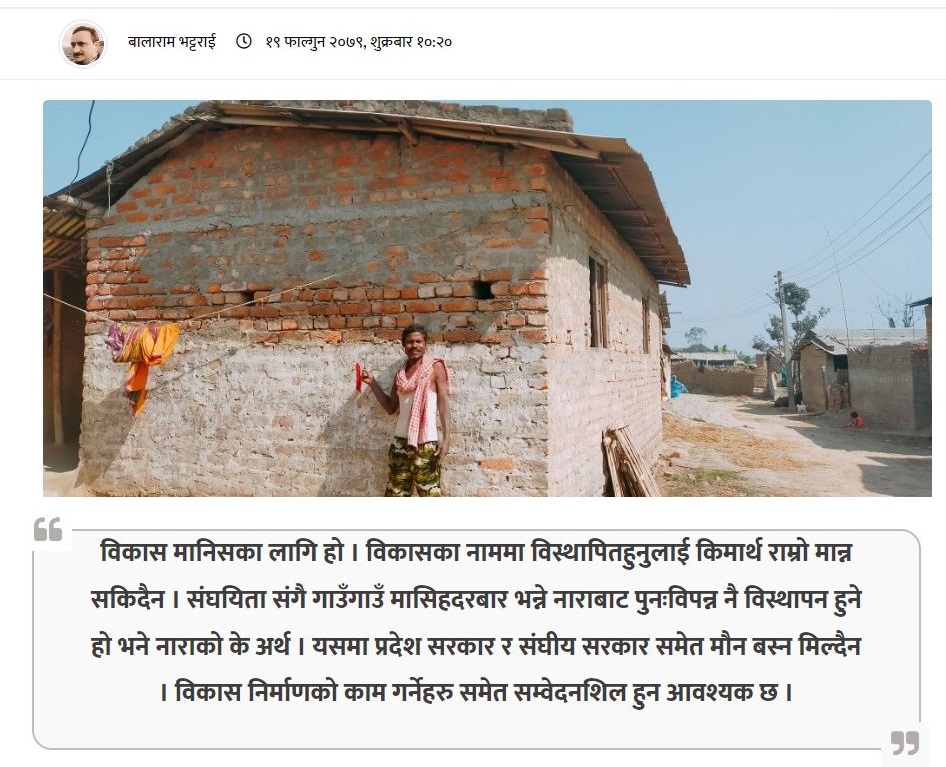 बालाराम भट्टराई १९ फाल्गुन २०७९, शुक्रबार १०:२०
विकास मानिसका लागि हो । विकासका नाममा विस्थापितहुनुलाई किमार्थ राम्रो मान्न
सकिदैन । संघयिता संगै गाउँगाउँ मासिहदरबार भन्ने नाराबाट पुनःविपन्न नै विस्थापन हुने
हो भने नाराको के अर्थ । यसमा प्रदेश सरकार र संघीय सरकार समेत मौन बस्न मिल्दैन
। विकास निर्माणको काम गर्नेहरु समेत सम्वेदनशिल हुन आवश्यक छ ।